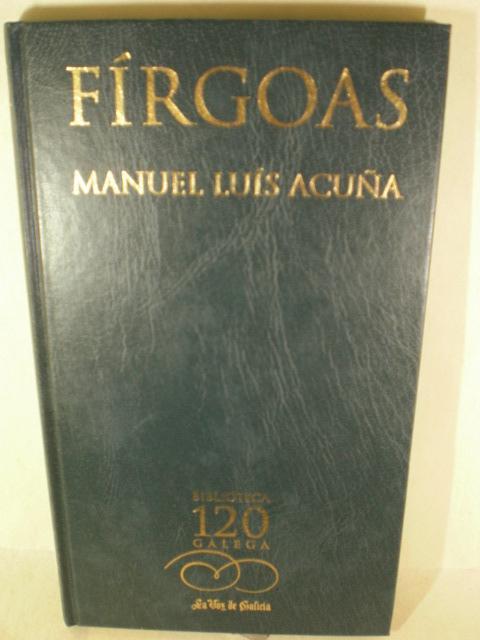 FÍRGOAS
MANUEL LUÍS ACUÑA
BIBLIOTECA
120
GALEGA
La Voz de Galicia